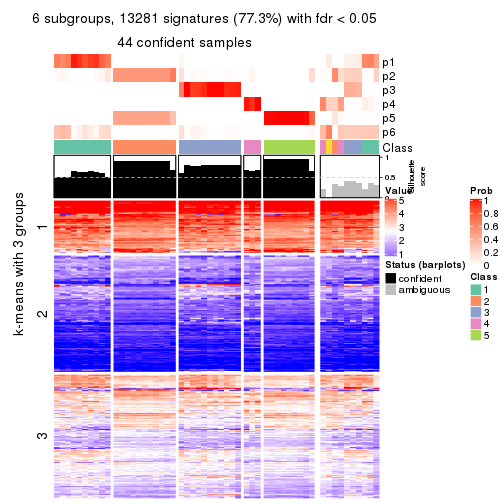 6 subgroups, 13281 signatures (77.3%) with fdr < 0.05
44 confident samples
p1
p2
p3
p4
p5
p6
Class
1
0.5
0
Silhouette
score
k-means with 3 groups
1
2
3
Value
5
4
3
2
1
Status (barplots)
confident
ambiguous
Prob
1
0.8
0.6
0.4
0.2
0
Class
1
2
3
4
5